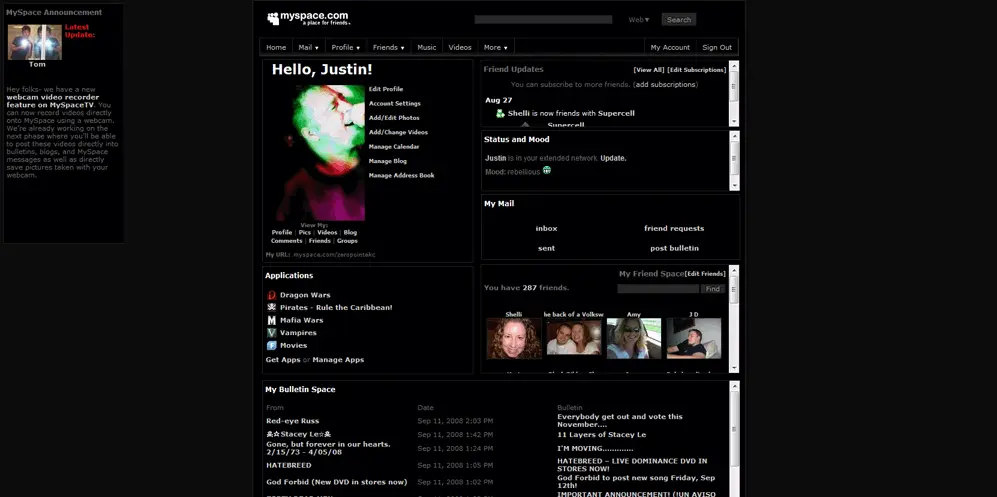 MySpace Announcement
Latest
Update:
Tom
Hey folks- we have a new
webcam video recorder
feature on MySpaceTV. You
can now record videos directly
onto MySpace using a webcam.
We're already working on the
next phase where you'll be able
to post these videos directly into
bulletins, blogs, and MySpace
messages as well as directly
save pictures taken with your
webcam.
myspace.com
a place for friends
Web▼
Search
Home Mail ▼ Profile ▼ Friends ▼ Music Videos More ▼ My Account Sign Out
Hello, Justin!
Edit Profile
Account Settings
Add/Edit Photos
Add/Change Videos
Manage Calendar
Manage Blog
Manage Address Book
View My:
Profile | Pics | Videos | Blog
Comments | Friends | Groups
My URL: myspace.com/zeropointekc
Applications
Dragon Wars
Pirates - Rule the Caribbean!
Mafia Wars
Vampires
Movies
Get Apps or Manage Apps
Friend Updates [View All] [Edit Subscriptions]
You can subscribe to more friends. (add subscriptions)
Aug 27
Shelli is now friends with Supercell
Supercell
Status and Mood
Justin is in your extended network. Update.
Mood: rebellious
My Mail
inbox friend requests
sent post bulletin
My Friend Space [Edit Friends]
You have 287 friends.
Find
Shelli be back of a Volksw Amy J D
My Bulletin Space
From Date Bulletin
Red-eye Russ Sep 11, 2008 2:03 PM Everybody get out and vote this
November....
☠☆Stacey Le☆☠ Sep 11, 2008 1:42 PM 11 Layers of Stacey Le
Gone, but forever in our hearts.
2/15/73 - 4/05/08 Sep 11, 2008 1:24 PM I'M MOVING.............
HATEBREED Sep 11, 2008 1:05 PM HATEBREED – LIVE DOMINANCE DVD IN
STORES NOW!
God Forbid (New DVD in stores now) Sep 11, 2008 1:02 PM God Forbid to post new song Friday, Sep
12th!
IMPORTANT ANNOUNCEMENT! (!UN AVISO